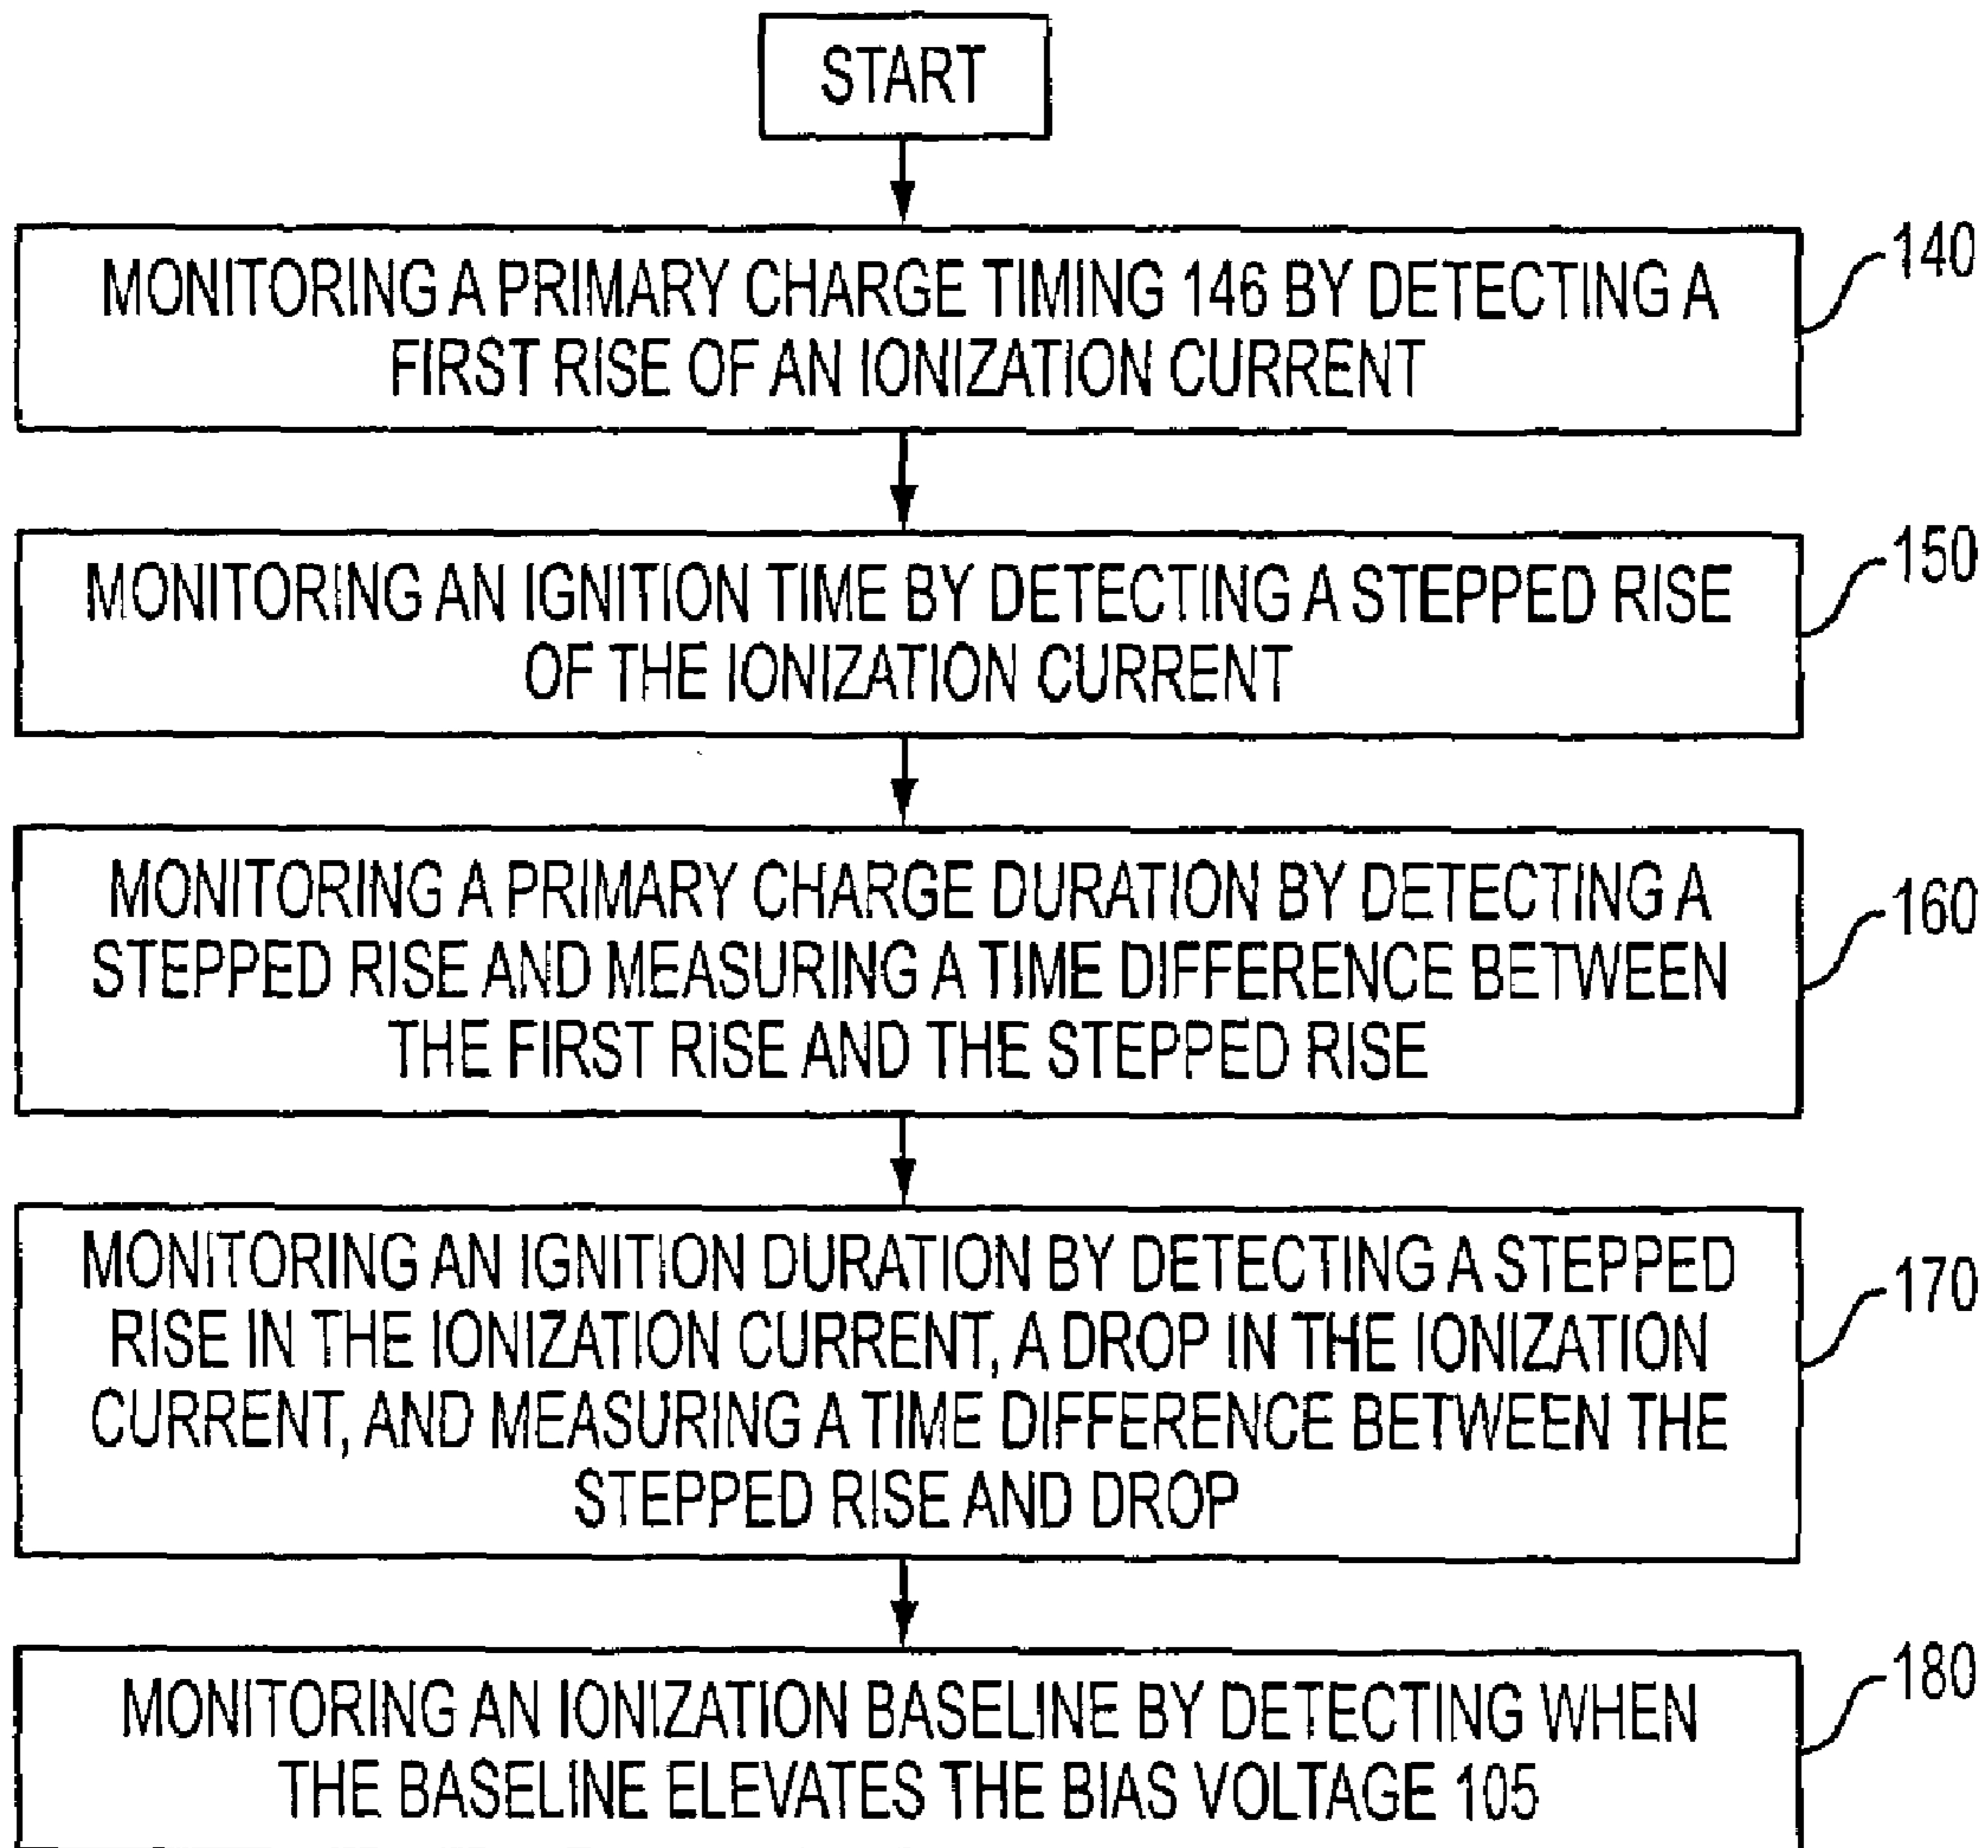 START
MONITORING A PRIMARY CHARGE TIMING 146 BY DETECTING A
FIRST RISE OF AN IONIZATION CURRENT
140
MONITORING AN IGNITION TIME BY DETECTING A STEPPED RISE
OF THE IONIZATION CURRENT
150
MONITORING A PRIMARY CHARGE DURATION BY DETECTING A
STEPPED RISE AND MEASURING A TIME DIFFERENCE BETWEEN
THE FIRST RISE AND THE STEPPED RISE
160
MONITORING AN IGNITION DURATION BY DETECTING A STEPPED
RISE IN THE IONIZATION CURRENT, A DROP IN THE IONIZATION
CURRENT, AND MEASURING A TIME DIFFERENCE BETWEEN THE
STEPPED RISE AND DROP
170
MONITORING AN IONIZATION BASELINE BY DETECTING WHEN
THE BASELINE ELEVATES THE BIAS VOLTAGE 105
180